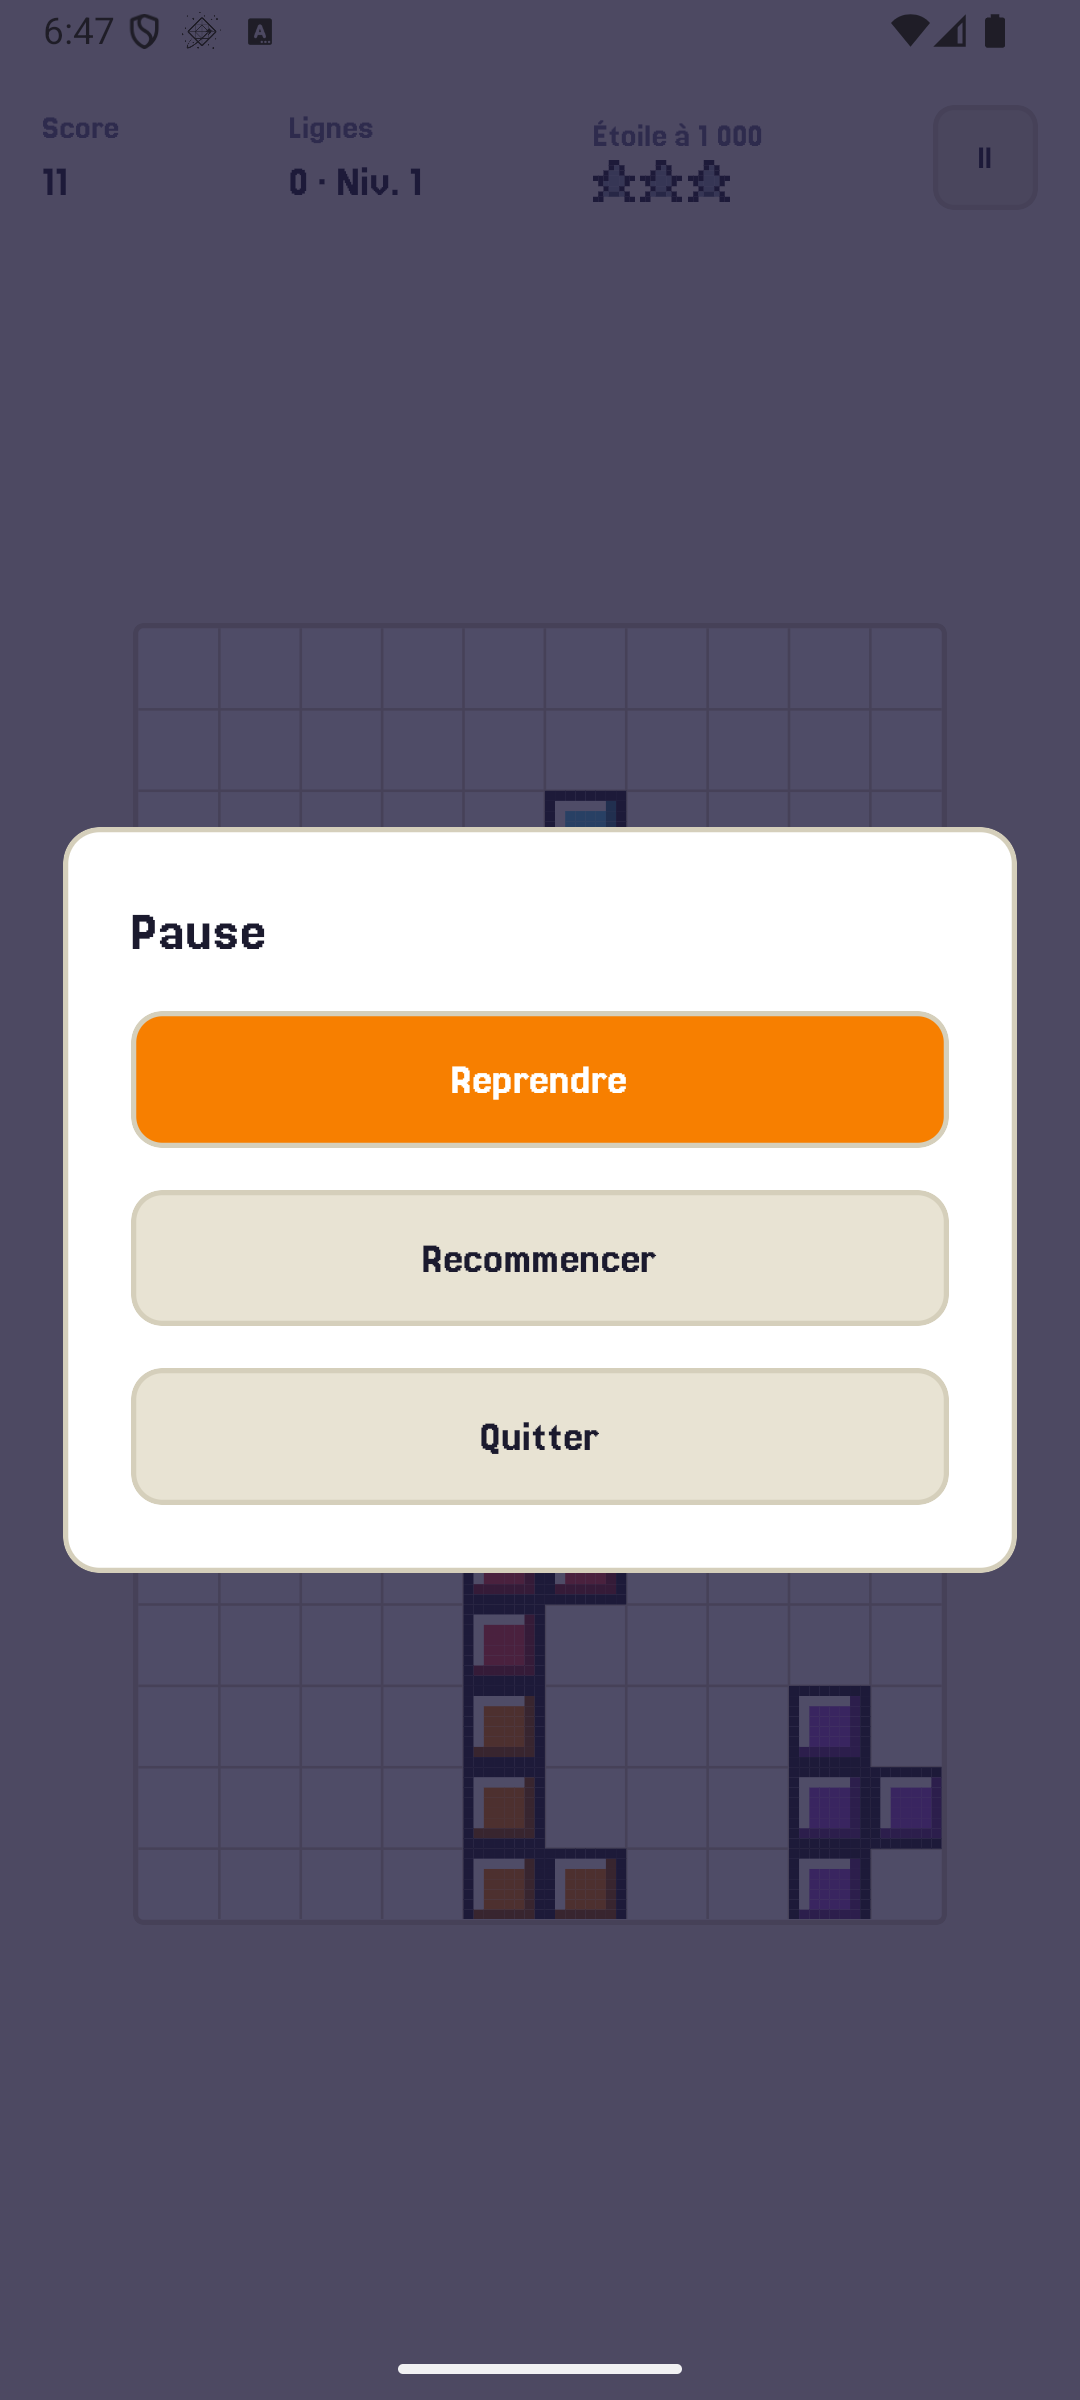 6:47
Score
Lignes
Étoile à 1 000
11
0 · Niv. 1
Pause
Reprendre
Recommencer
Quitter